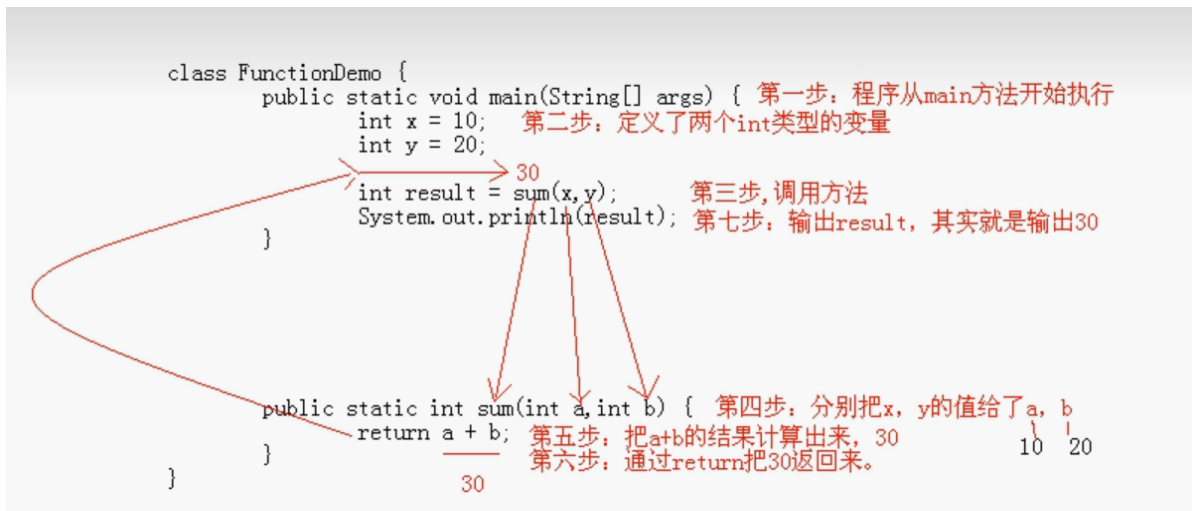 class FunctionDemo {
public static void main(String[] args) { 第一步：程序从main方法开始执行
int x = 10; 第二步：定义了两个int类型的变量
int y = 20;
30
int result = sum(x,y); 第三步,调用方法
System.out.println(result); 第七步：输出result，其实就是输出30
}
public static int sum(int a,int b) { 第四步：分别把x，y的值给了a，b
return a + b; 第五步：把a+b的结果计算出来，30
10 20
} 第六步：通过return把30返回来。
} 30